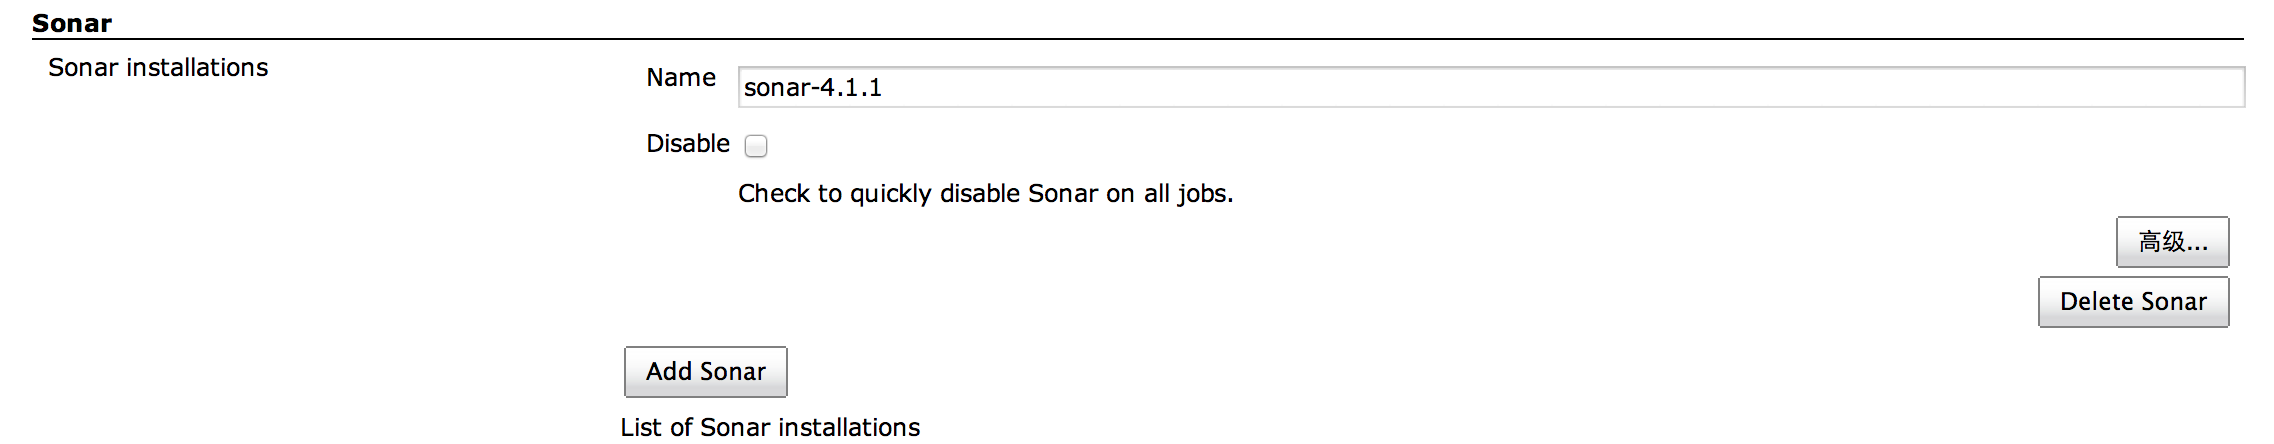 Sonar
Sonar installations
Name
sonar-4.1.1
Disable
Check to quickly disable Sonar on all jobs.
高级...
Delete Sonar
Add Sonar
List of Sonar installations